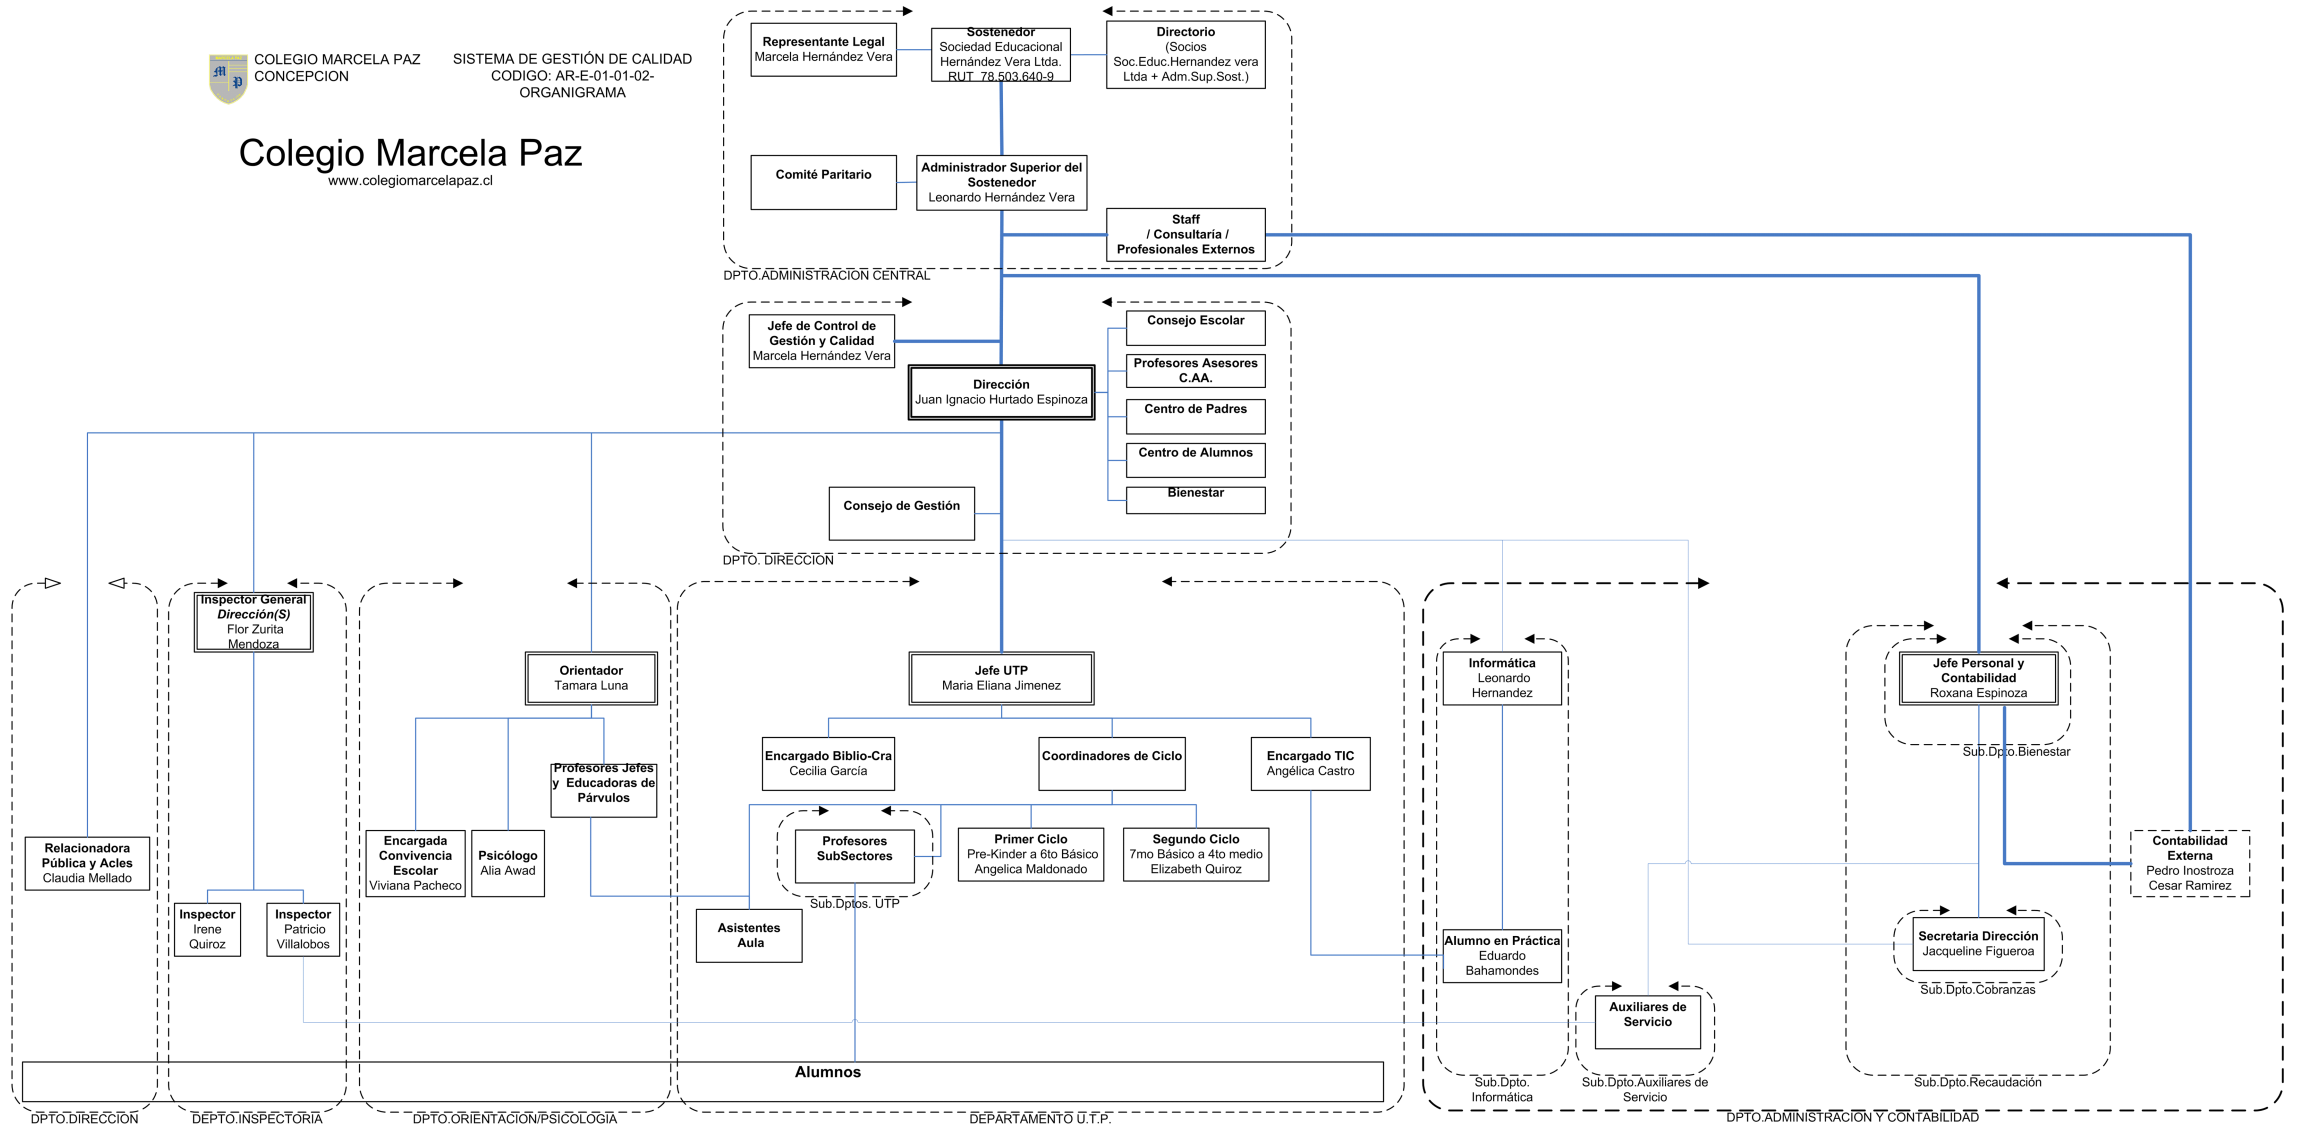 COLEGIO MARCELA PAZ
CONCEPCION
SISTEMA DE GESTIÓN DE CALIDAD
CODIGO: AR-E-01-01-02-
ORGANIGRAMA
Colegio Marcela Paz
www.colegiomarcelapaz.cl
Representante Legal
Marcela Hernández Vera
Sostenedor
Sociedad Educacional
Hernández Vera Ltda.
RUT 78.503.640-9
Directorio
(Socios
Soc.Educ.Hernandez vera
Ltda + Adm.Sup.Sost.)
Comité Paritario
Administrador Superior del
Sostenedor
Leonardo Hernández Vera
Staff
/ Consultaría /
Profesionales Externos
DPTO.ADMINISTRACION CENTRAL
Jefe de Control de
Gestión y Calidad
Marcela Hernández Vera
Dirección
Juan Ignacio Hurtado Espinoza
Consejo Escolar
Profesores Asesores
C.AA.
Centro de Padres
Centro de Alumnos
Bienestar
Consejo de Gestión
DPTO. DIRECCION
Inspector General
Dirección(S)
Flor Zurita
Mendoza
Orientador
Tamara Luna
Jefe UTP
Maria Eliana Jimenez
Informática
Leonardo
Hernandez
Jefe Personal y
Contabilidad
Roxana Espinoza
Sub.Dpto.Bienestar
Encargado Biblio-Cra
Cecilia García
Coordinadores de Ciclo
Encargado TIC
Angélica Castro
Profesores Jefes
y Educadoras de
Párvulos
Relacionadora
Pública y Acles
Claudia Mellado
Encargada
Convivencia
Escolar
Viviana Pacheco
Psicólogo
Alia Awad
Profesores
SubSectores
Sub.Dptos. UTP
Primer Ciclo
Pre-Kinder a 6to Básico
Angelica Maldonado
Segundo Ciclo
7mo Básico a 4to medio
Elizabeth Quiroz
Contabilidad
Externa
Pedro Inostroza
Cesar Ramirez
Inspector
Irene
Quiroz
Inspector
Patricio
Villalobos
Asistentes
Aula
Alumno en Práctica
Eduardo
Bahamondes
Secretaria Dirección
Jacqueline Figueroa
Sub.Dpto.Cobranzas
Auxiliares de
Servicio
Alumnos
Sub.Dpto.
Informática
Sub.Dpto.Auxiliares de
Servicio
Sub.Dpto.Recaudación
DPTO.DIRECCION
DEPTO.INSPECTORIA
DPTO.ORIENTACION/PSICOLOGIA
DEPARTAMENTO U.T.P.
DPTO.ADMINISTRACION Y CONTABILIDAD